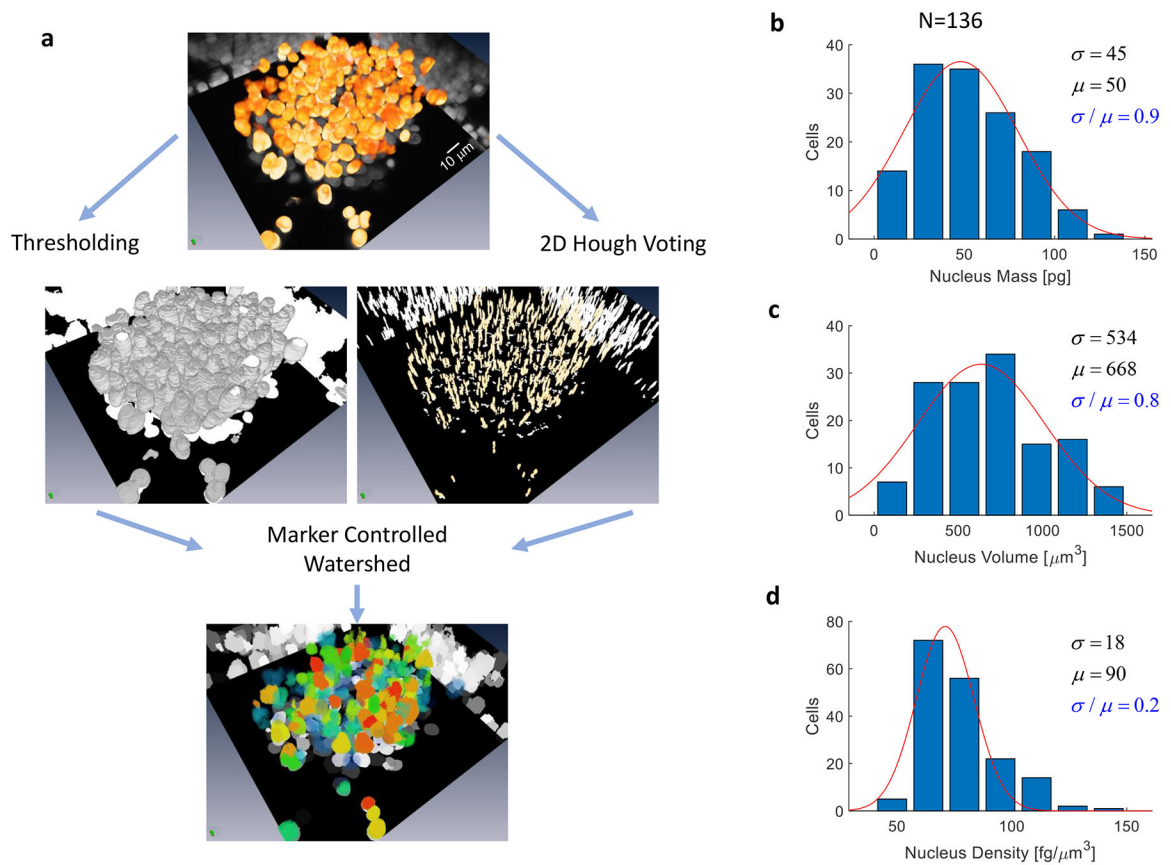 a
10 μm
Thresholding
2D Hough Voting
Marker Controlled
Watershed
b
N=136
40
30
20
10
0
Cells
σ = 45
μ = 50
σ / μ = 0.9
0 50 100 150
Nucleus Mass [pg]
c
40
30
20
10
0
Cells
σ = 534
μ = 668
σ / μ = 0.8
0 500 1000 1500
Nucleus Volume [μm³]
d
80
60
40
20
0
Cells
σ = 18
μ = 90
σ / μ = 0.2
50 100 150
Nucleus Density [fg/μm³]